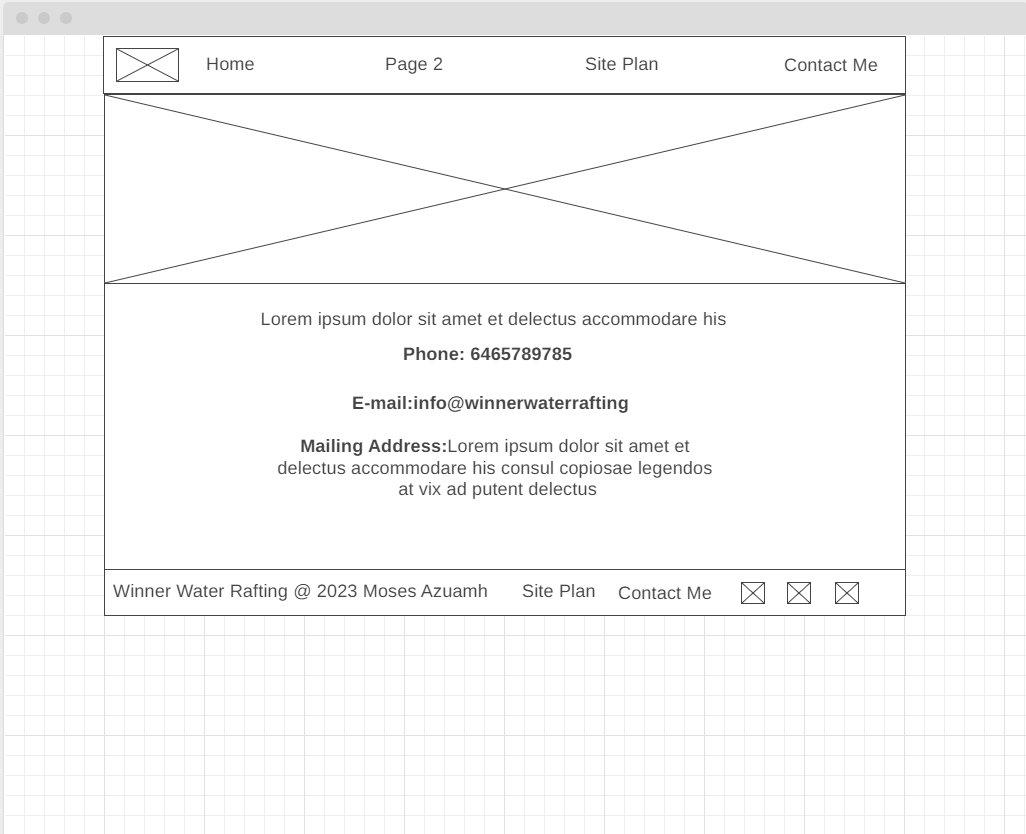 Home Page 2 Site Plan Contact Me
Lorem ipsum dolor sit amet et delectus accommodare his
Phone: 6465789785
E-mail:info@winnerwaterrafting
Mailing Address:Lorem ipsum dolor sit amet et
delectus accommodare his consul copiosae legendos
at vix ad putent delectus
Winner Water Rafting @ 2023 Moses Azuamh Site Plan Contact Me